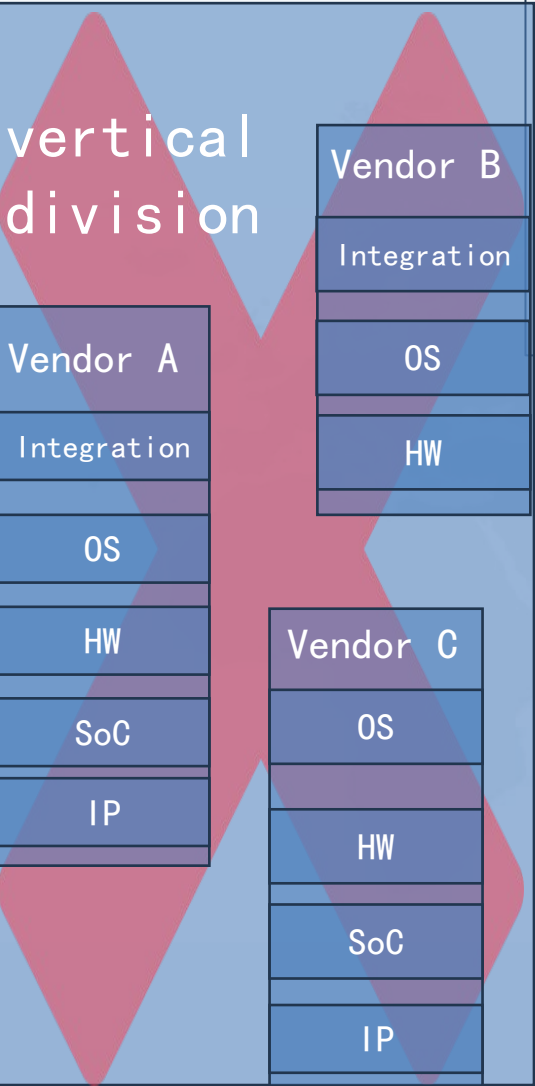 vertical
division
Vendor A
Integration
OS
HW
SoC
IP
Vendor B
Integration
OS
HW
Vendor C
OS
HW
SoC
IP